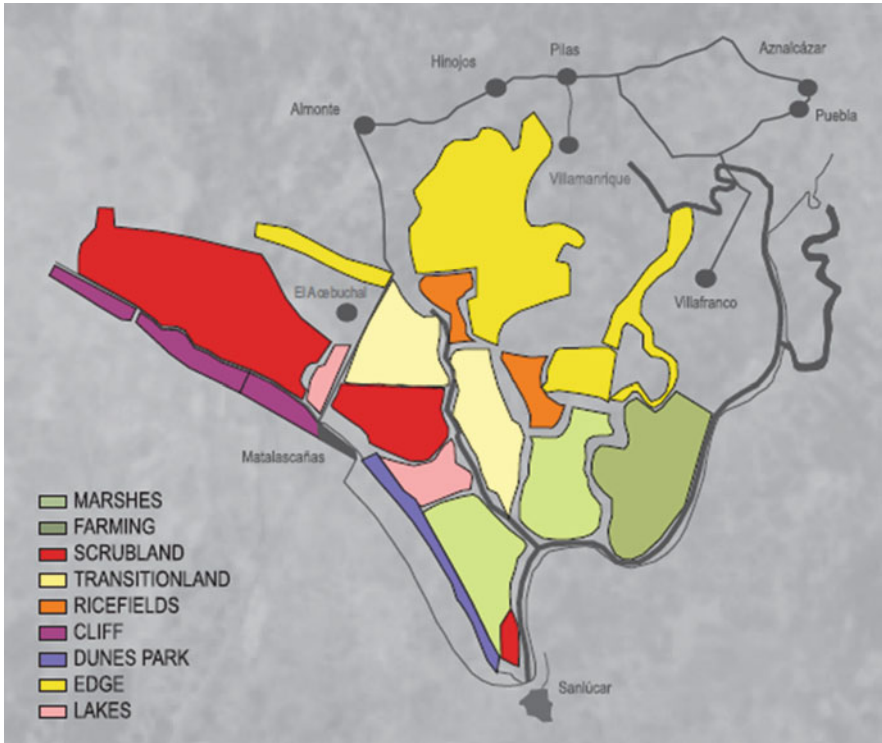 Pilas
Aznalcázar
Hinojos
Almonte
Puebla
Villamanrique
El Acebuchal
Villafranco
Matalascañas
MARSHES
FARMING
SCRUBLAND
TRANSITIONLAND
RICEFIELDS
CLIFF
DUNES PARK
EDGE
LAKES
Sanlúcar